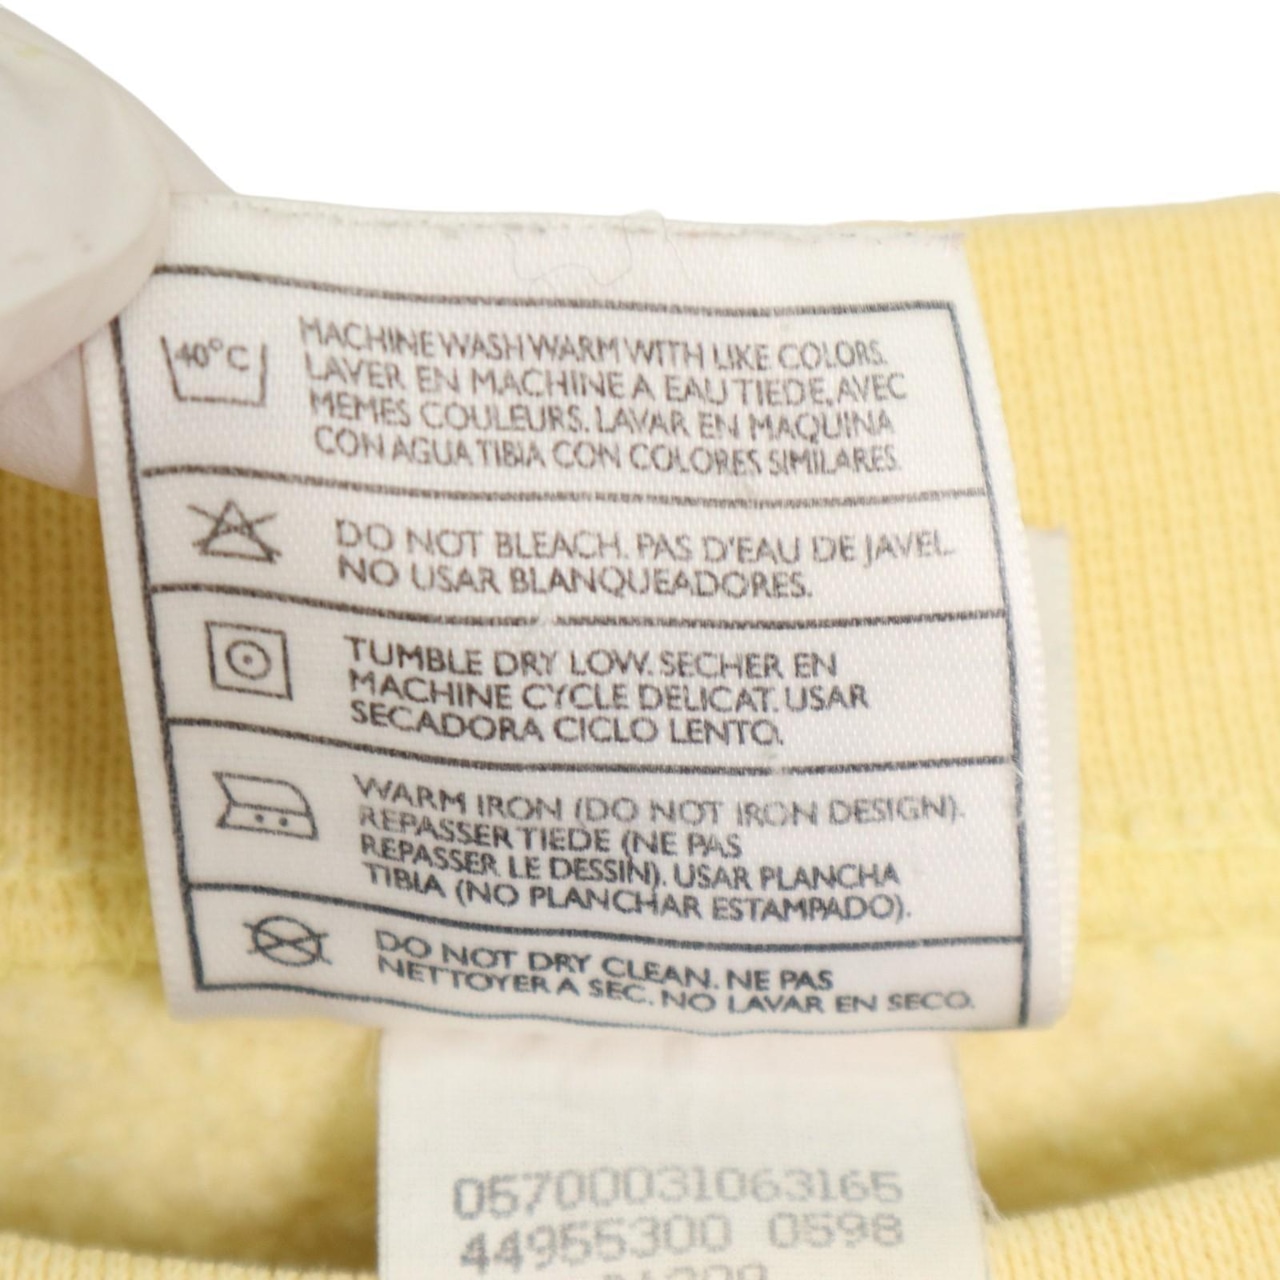 40°C
MACHINE WASH WARM WITH LIKE COLORS.
LAVER EN MACHINE A EAU TIEDE, AVEC
MEMES COULEURS. LAVAR EN MAQUINA
CON AGUA TIBIA CON COLORES SIMILARES.
DO NOT BLEACH. PAS D'EAU DE JAVEL.
NO USAR BLANQUEADORES.
TUMBLE DRY LOW. SECHER EN
MACHINE CYCLE DELICAT. USAR
SECADORA CICLO LENTO.
WARM IRON (DO NOT IRON DESIGN).
REPASSER TIEDE (NE PAS
REPASSER LE DESSIN). USAR PLANCHA
TIBIA (NO PLANCHAR ESTAMPADO).
DO NOT DRY CLEAN. NE PAS
NETTOYER A SEC. NO LAVAR EN SECO.
05700031063165
44955300 0598